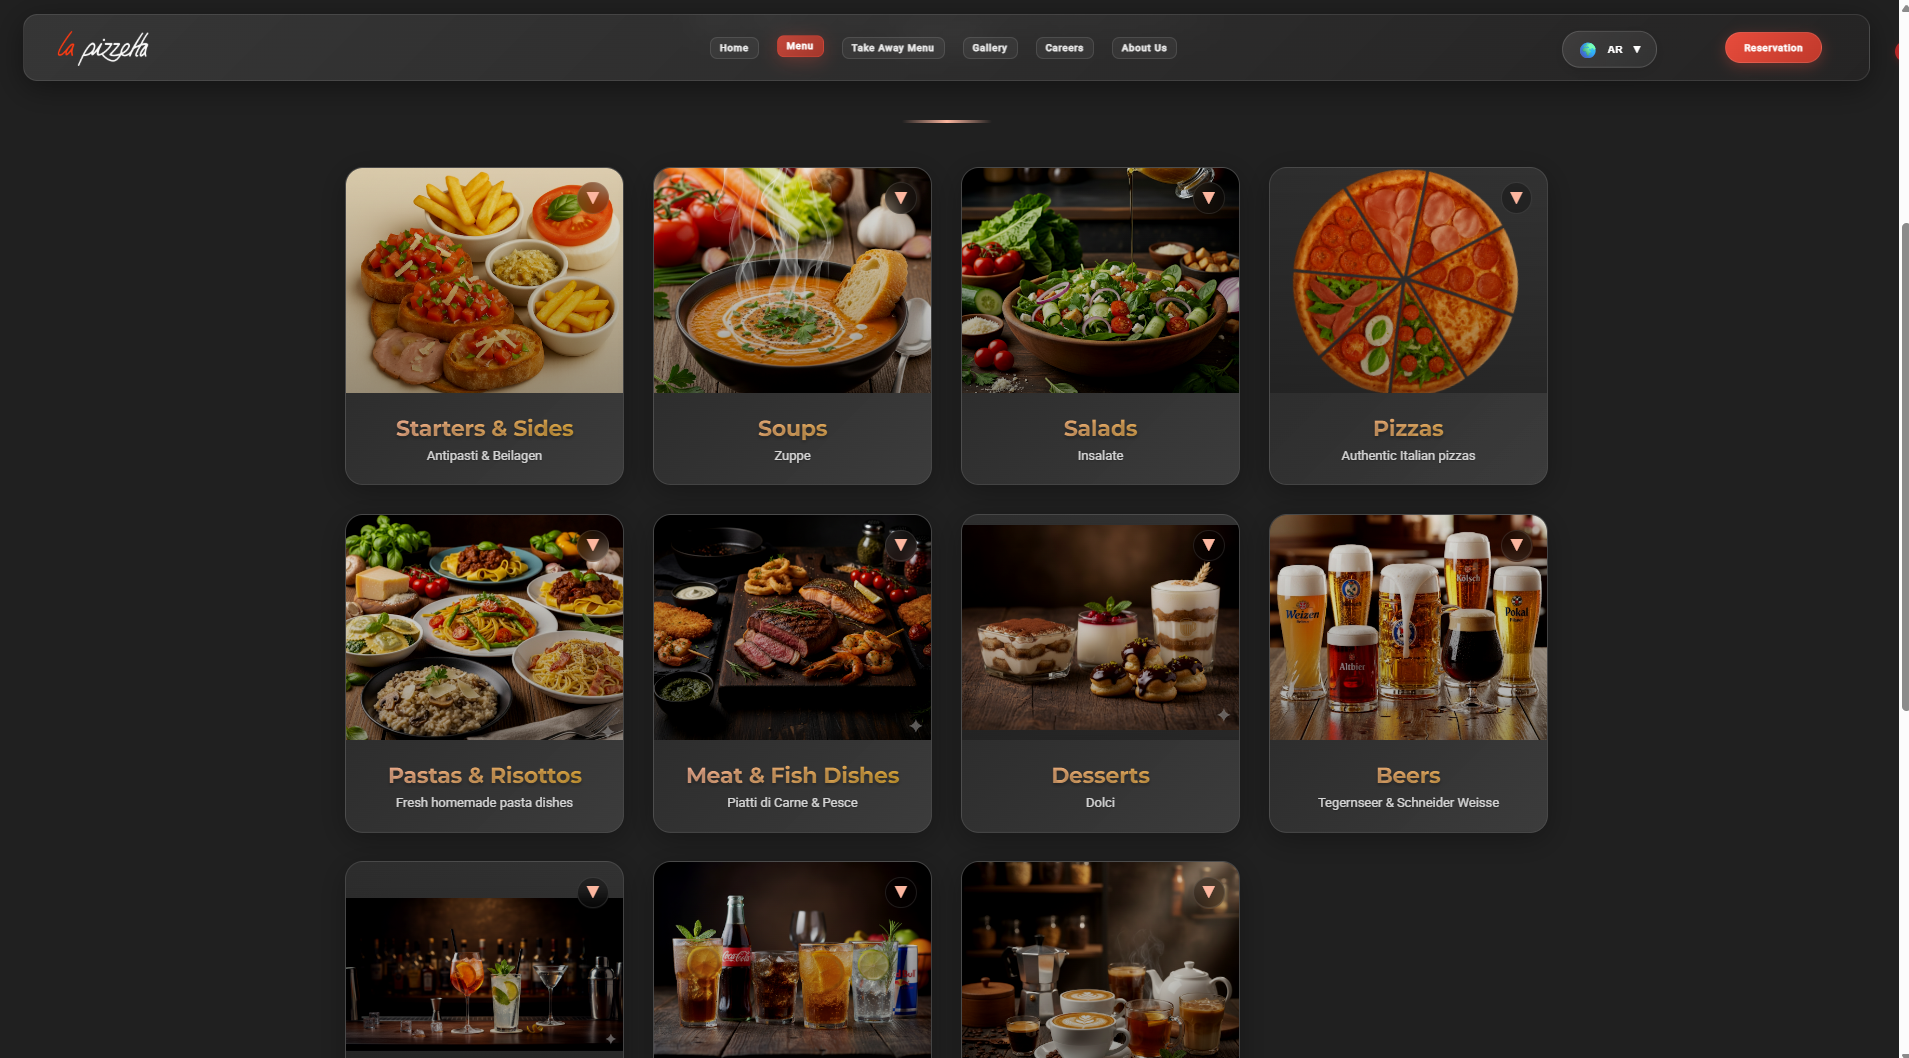 la pizzetta
Home
Menu
Take Away Menu
Gallery
Careers
About Us
AR ▼
Reservation
Starters & Sides
Antipasti & Beilagen
Soups
Zuppe
Salads
Insalate
Pizzas
Authentic Italian pizzas
Weizen
Kölsch
Pokal
Altbier
Pastas & Risottos
Fresh homemade pasta dishes
Meat & Fish Dishes
Piatti di Carne & Pesce
Desserts
Dolci
Beers
Tegernseer & Schneider Weisse
Coca-Cola